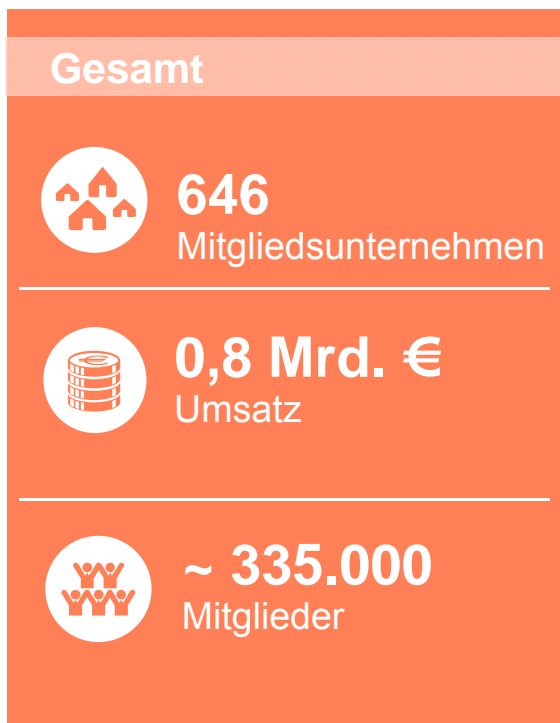 Gesamt
646
Mitgliedsunternehmen
0,8 Mrd. €
Umsatz
~ 335.000
Mitglieder